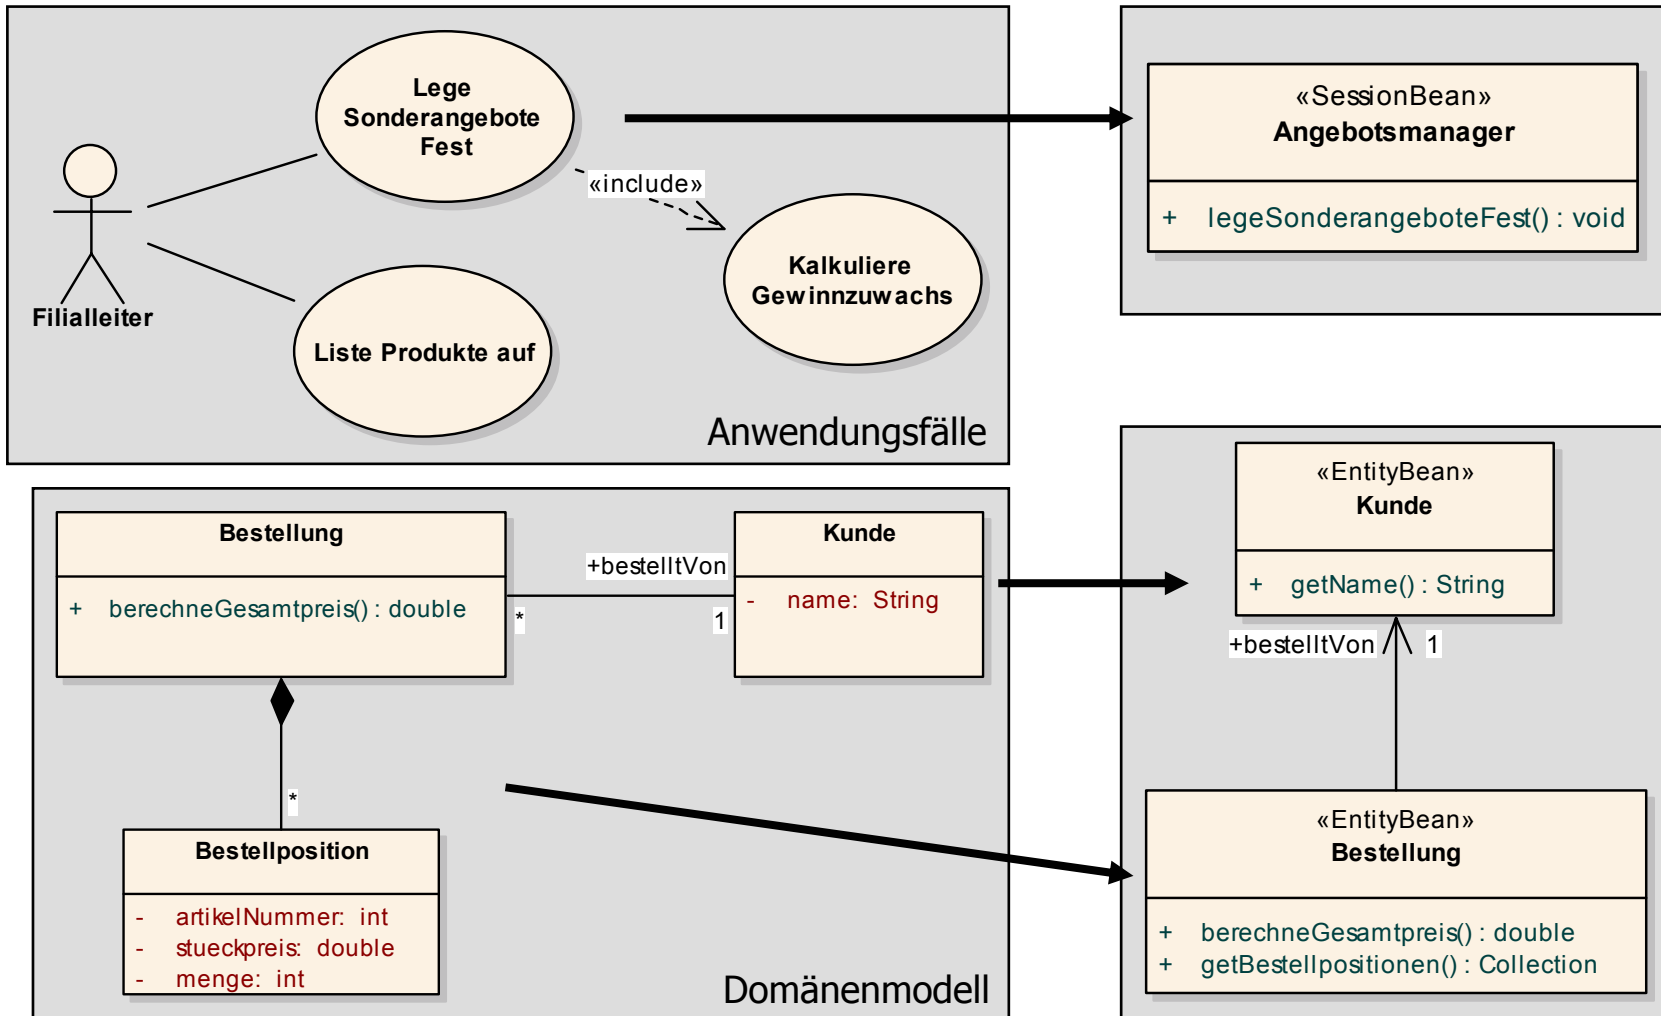 Lege
Sonderangebote
Fest
«include»
Kalkuliere
Gewinnzuwachs
Filialleiter
Liste Produkte auf
Anwendungsfälle
«SessionBean»
Angebotsmanager
+ legeSonderangeboteFest() : void
Bestellung
+ berechneGesamtpreis() : double
+bestelltVon
*
1
Kunde
- name: String
*
Bestellposition
- artikelNummer: int
- stueckpreis: double
- menge: int
Domänenmodell
«EntityBean»
Kunde
+ getName() : String
+bestelltVon
1
«EntityBean»
Bestellung
+ berechneGesamtpreis() : double
+ getBestellpositionen() : Collection